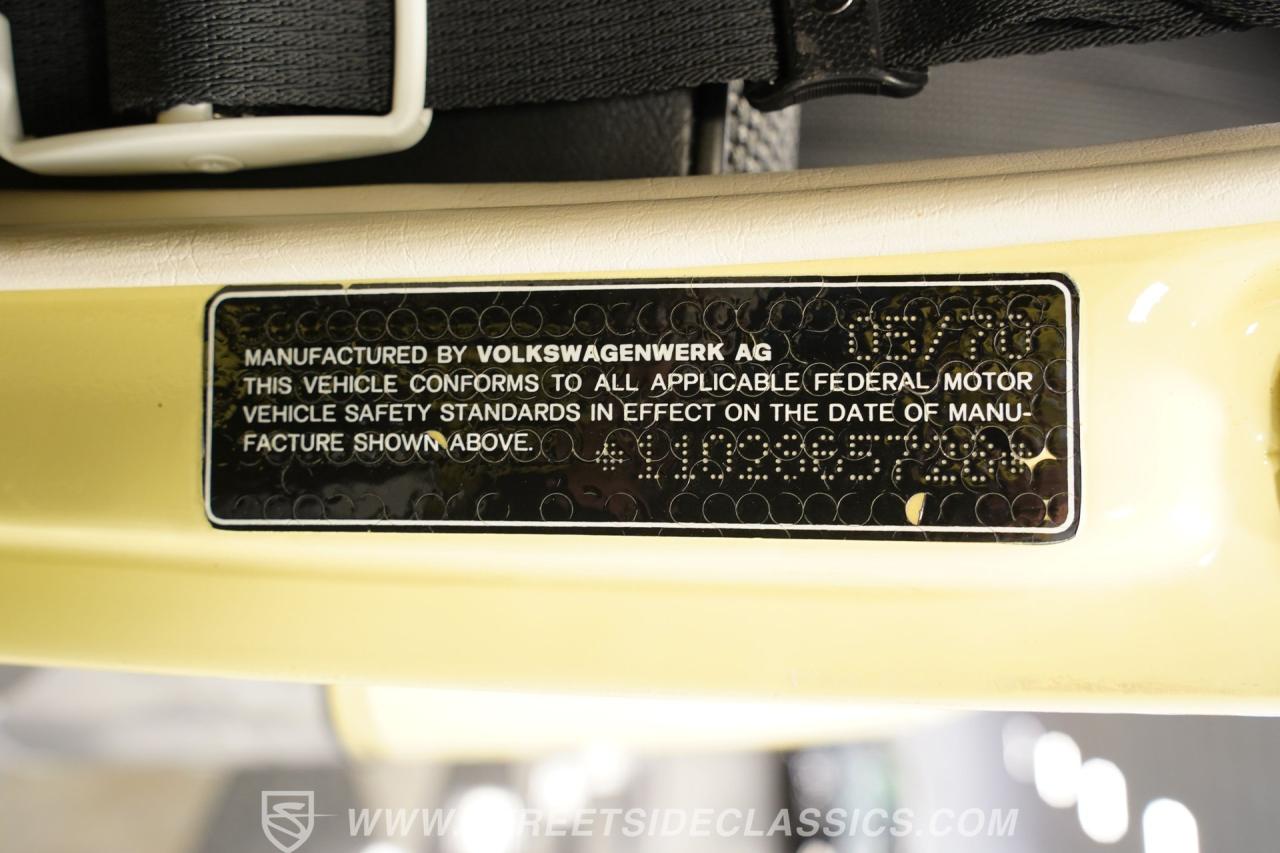 05/70
MANUFACTURED BY VOLKSWAGENWERK AG
THIS VEHICLE CONFORMS TO ALL APPLICABLE FEDERAL MOTOR
VEHICLE SAFETY STANDARDS IN EFFECT ON THE DATE OF MANU-
FACTURE SHOWN ABOVE.
WWW.STREETSIDECLASSICS.COM